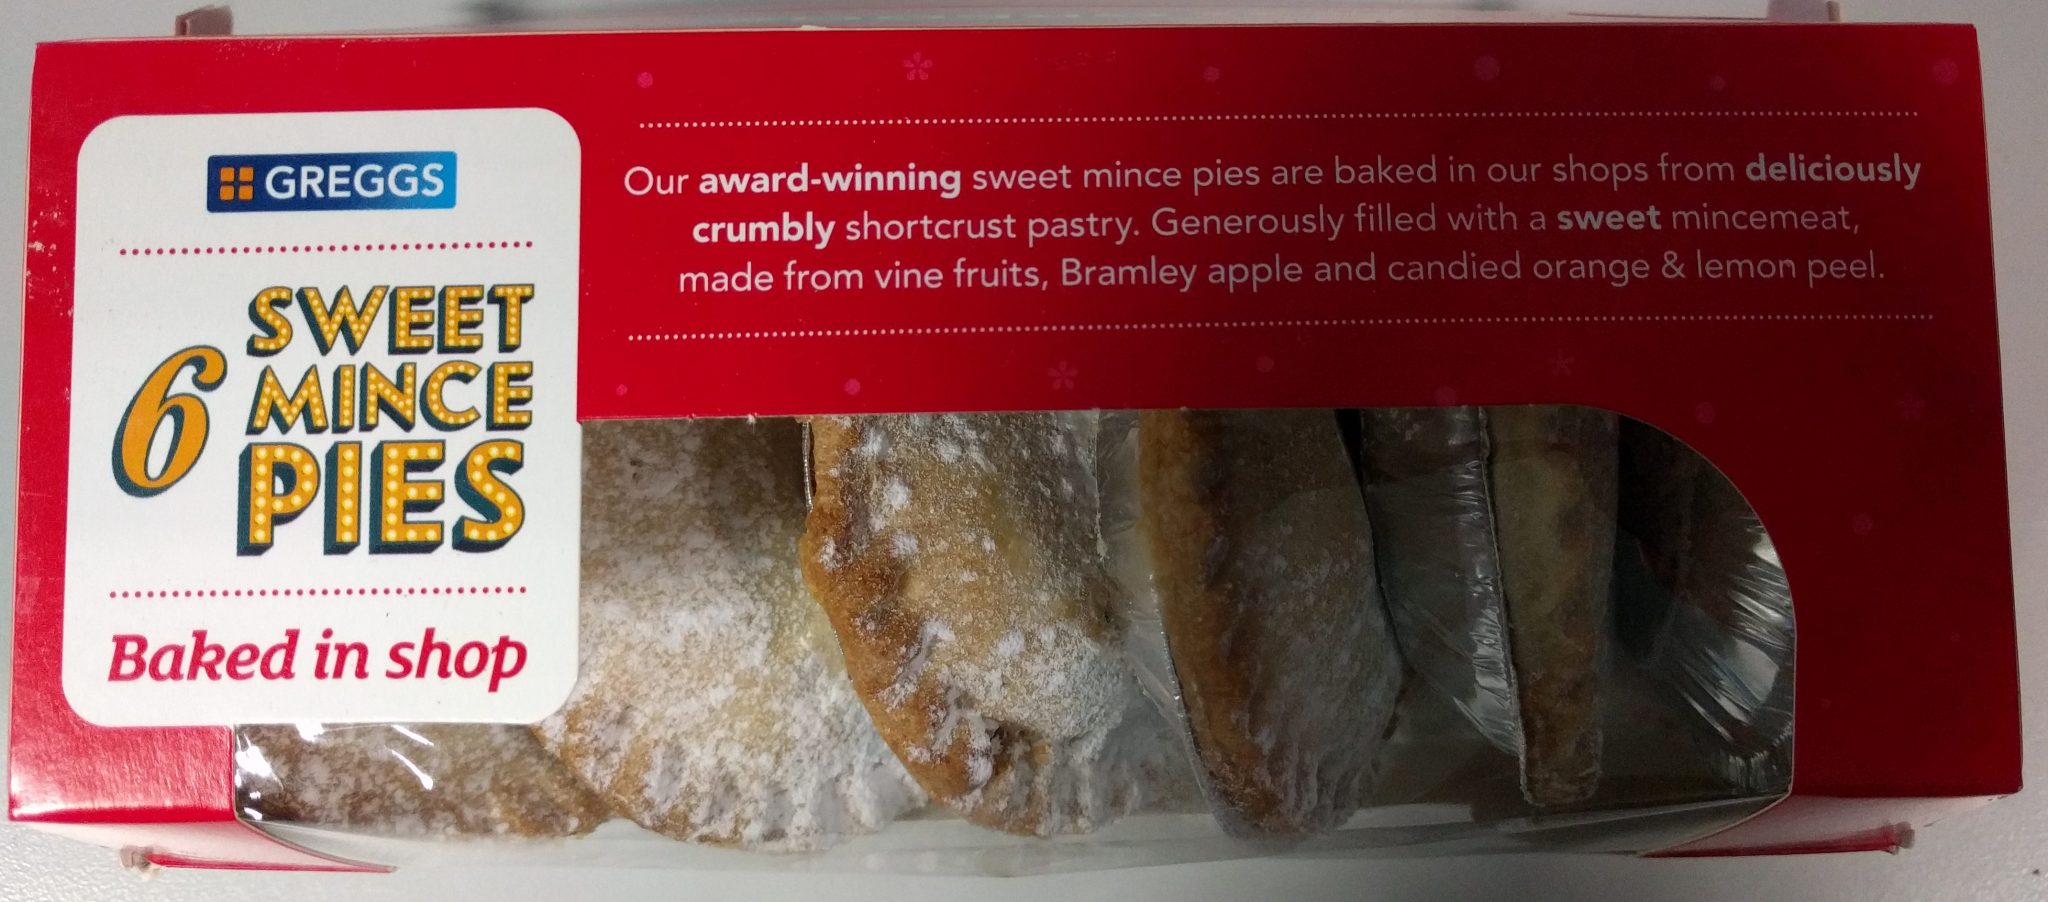 GREGGS
6 SWEET
MINCE
PIES
Baked in shop
Our award-winning sweet mince pies are baked in our shops from deliciously
crumbly shortcrust pastry. Generously filled with a sweet mincemeat,
made from vine fruits, Bramley apple and candied orange & lemon peel.